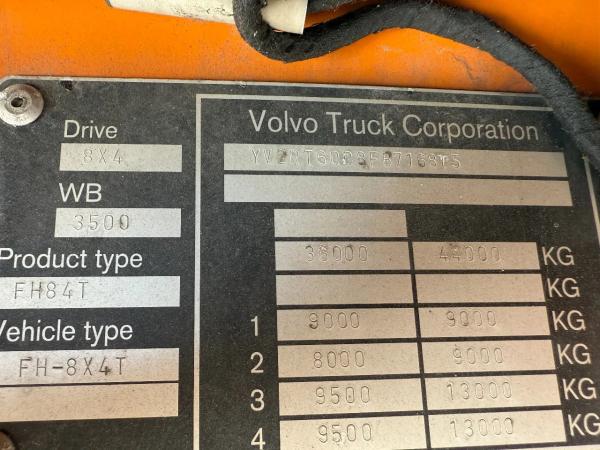 Drive
8X4
WB
3500
Product type
FH84T
Vehicle type
FH-8X4T
Volvo Truck Corporation
36000 44000 KG
KG
1 9000 9000 KG
2 8000 9000 KG
3 9500 13000 KG
4 9500 13000 KG